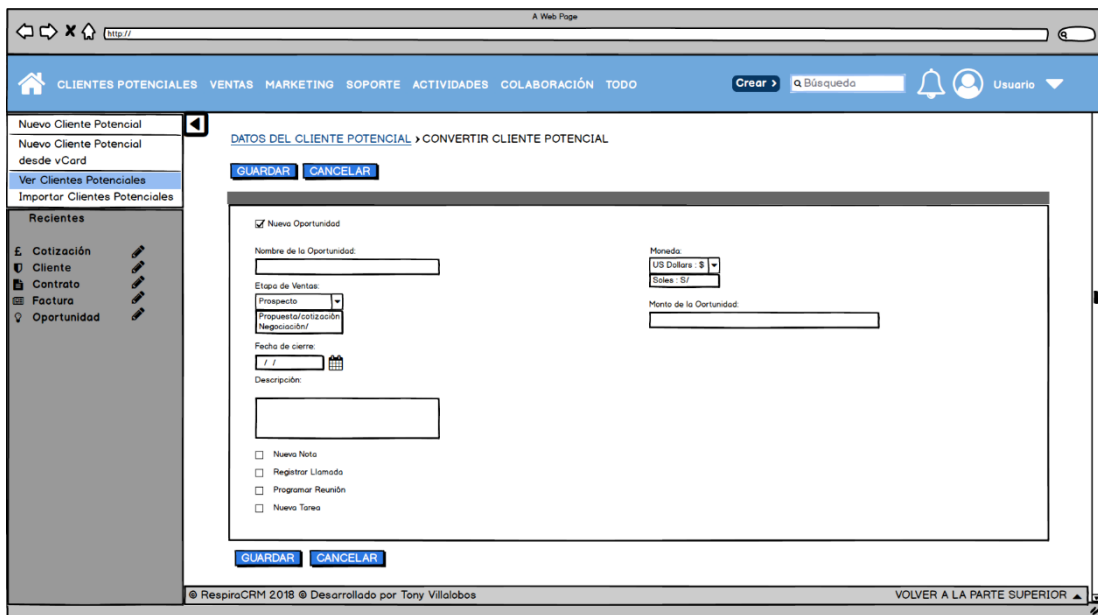 A Web Page
http://
CLIENTES POTENCIALES VENTAS MARKETING SOPORTE ACTIVIDADES COLABORACIÓN TODO
Crear >
Búsqueda
Usuario
Nuevo Cliente Potencial
Nuevo Cliente Potencial
desde vCard
Ver Clientes Potenciales
Importar Clientes Potenciales
Recientes
£ Cotización
Cliente
Contrato
Factura
Oportunidad
DATOS DEL CLIENTE POTENCIAL > CONVERTIR CLIENTE POTENCIAL
GUARDAR CANCELAR
Nueva Oportunidad
Nombre de la Oportunidad:
Etapa de Ventas:
Prospecto
Propuesta/cotización
Negociación/
Fecha de cierre:
/ /
Descripción:
Moneda:
US Dollars : $
Soles : S/
Monto de la Oortunidad:
Nueva Nota
Registrar Llamada
Programar Reunión
Nueva Tarea
GUARDAR CANCELAR
© RespiraCRM 2018 © Desarrollado por Tony Villalobos
VOLVER A LA PARTE SUPERIOR